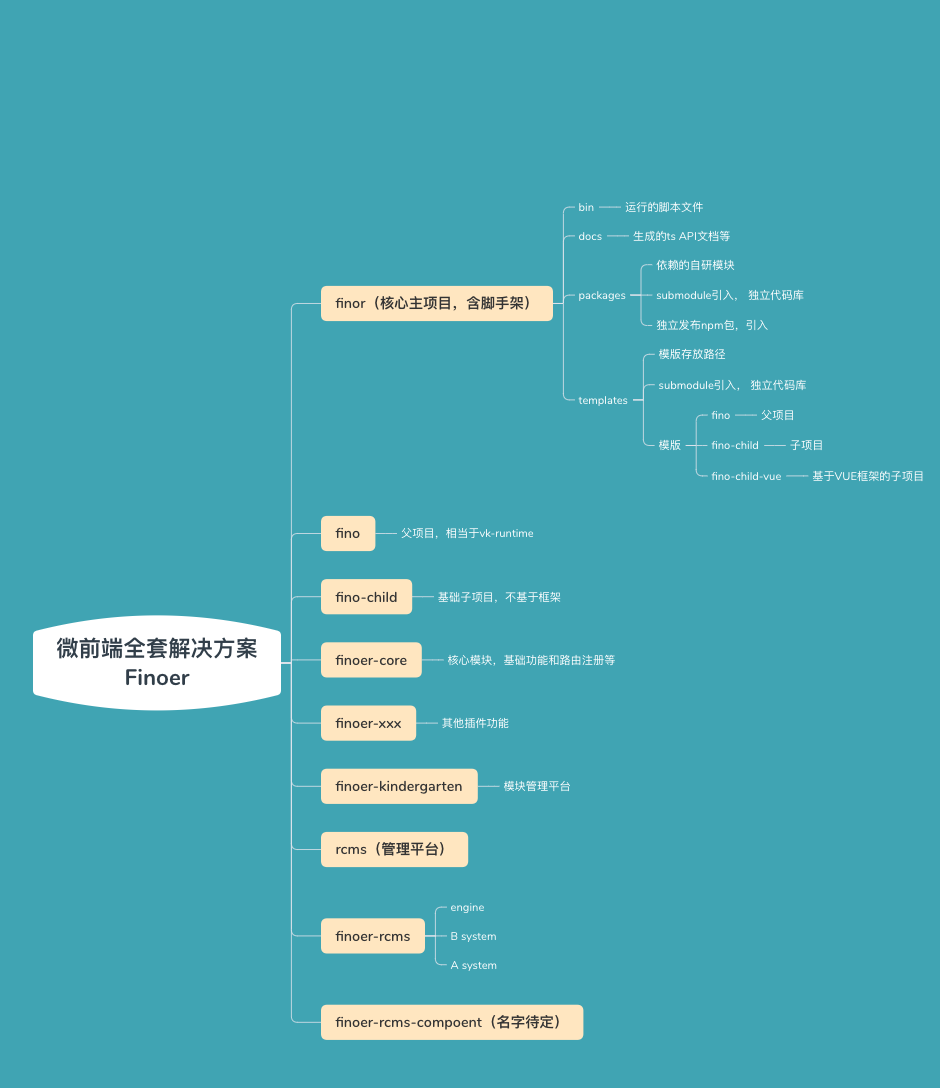 微前端全套解决方案
Finoer
finor（核心主项目，含脚手架）
bin
运行的脚本文件
docs
生成的ts API文档等
packages
依赖的自研模块
submodule引入， 独立代码库
独立发布npm包，引入
templates
模版存放路径
submodule引入， 独立代码库
模版
fino
父项目
fino-child
子项目
fino-child-vue
基于VUE框架的子项目
fino
父项目，相当于vk-runtime
fino-child
基础子项目，不基于框架
finoer-core
核心模块，基础功能和路由注册等
finoer-xxx
其他插件功能
finoer-kindergarten
模块管理平台
rcms（管理平台）
finoer-rcms
engine
B system
A system
finoer-rcms-compoent（名字待定）